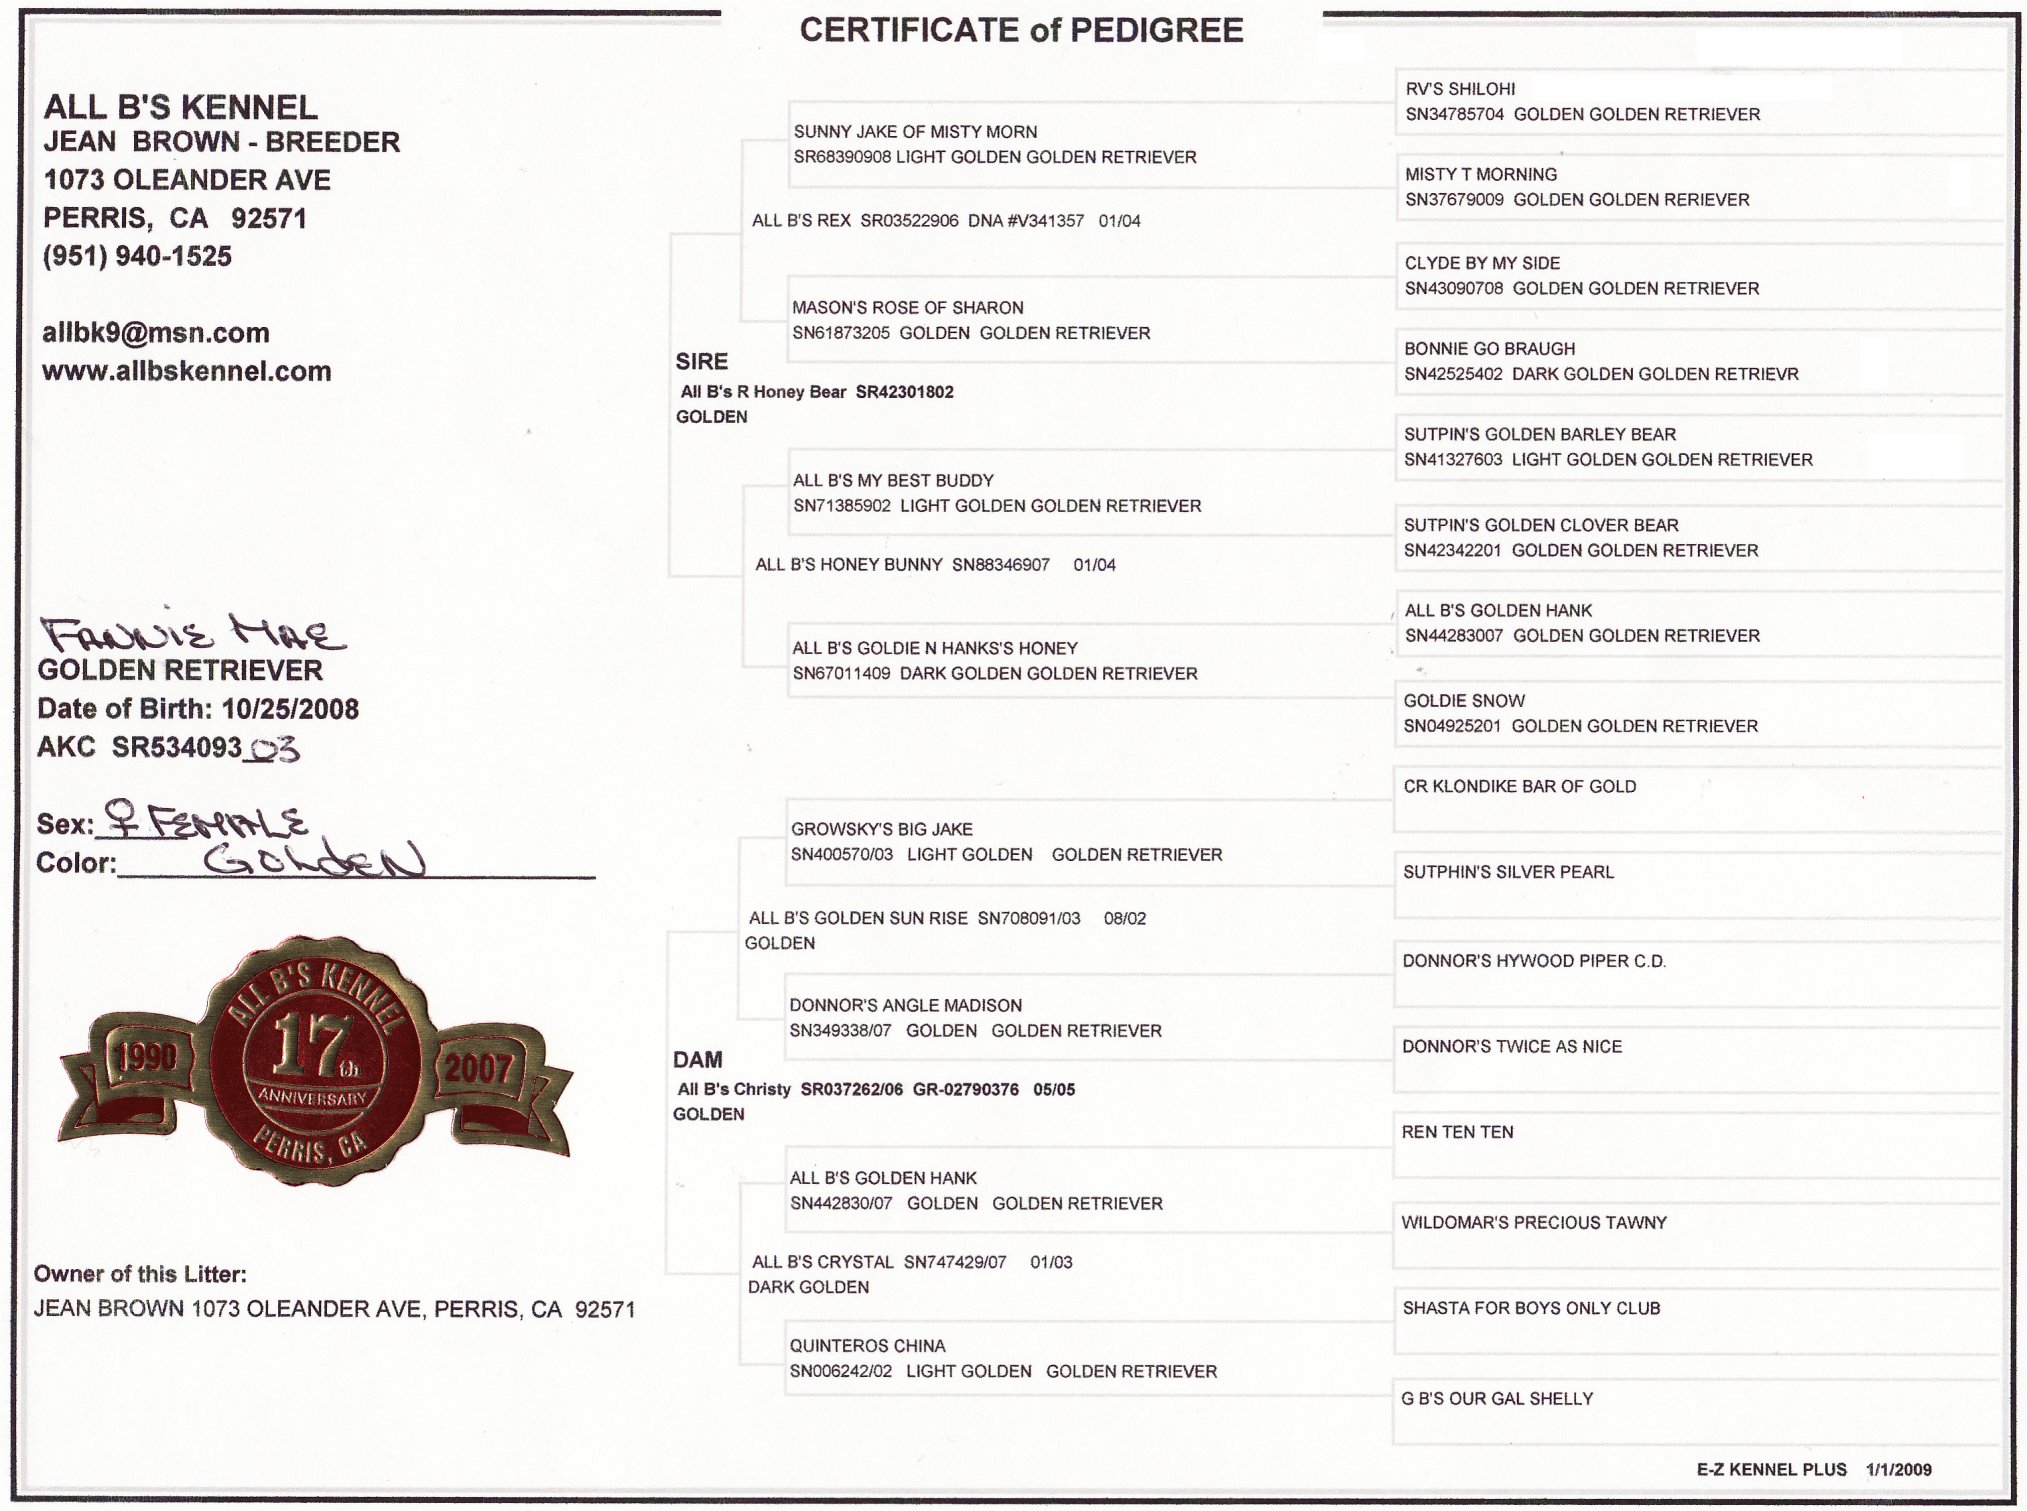 CERTIFICATE of PEDIGREE
ALL B'S KENNEL
JEAN BROWN - BREEDER
1073 OLEANDER AVE
PERRIS, CA 92571
(951) 940-1525
allbk9@msn.com
www.allbskennel.com
FANNIE MAE
GOLDEN RETRIEVER
Date of Birth: 10/25/2008
AKC SR534093 03
Sex: ♀ FEMALE
Color: GOLDEN
ALL B'S KENNEL
1990
17th
2007
ANNIVERSARY
PERRIS, CA
Owner of this Litter:
JEAN BROWN 1073 OLEANDER AVE, PERRIS, CA 92571
SIRE
All B's R Honey Bear SR42301802
GOLDEN
DAM
All B's Christy SR037262/06 GR-02790376 05/05
GOLDEN
ALL B'S REX SR03522906 DNA #V341357 01/04
ALL B'S HONEY BUNNY SN88346907 01/04
ALL B'S GOLDEN SUN RISE SN708091/03 08/02
GOLDEN
ALL B'S CRYSTAL SN747429/07 01/03
DARK GOLDEN
SUNNY JAKE OF MISTY MORN
SR68390908 LIGHT GOLDEN GOLDEN RETRIEVER
MASON'S ROSE OF SHARON
SN61873205 GOLDEN GOLDEN RETRIEVER
ALL B'S MY BEST BUDDY
SN71385902 LIGHT GOLDEN GOLDEN RETRIEVER
ALL B'S GOLDIE N HANKS'S HONEY
SN67011409 DARK GOLDEN GOLDEN RETRIEVER
GROWSKY'S BIG JAKE
SN400570/03 LIGHT GOLDEN GOLDEN RETRIEVER
DONNOR'S ANGLE MADISON
SN349338/07 GOLDEN GOLDEN RETRIEVER
ALL B'S GOLDEN HANK
SN442830/07 GOLDEN GOLDEN RETRIEVER
QUINTEROS CHINA
SN006242/02 LIGHT GOLDEN GOLDEN RETRIEVER
RV'S SHILOHI
SN34785704 GOLDEN GOLDEN RETRIEVER
MISTY T MORNING
SN37679009 GOLDEN GOLDEN RERIEVER
CLYDE BY MY SIDE
SN43090708 GOLDEN GOLDEN RETRIEVER
BONNIE GO BRAUGH
SN42525402 DARK GOLDEN GOLDEN RETRIEVR
SUTPIN'S GOLDEN BARLEY BEAR
SN41327603 LIGHT GOLDEN GOLDEN RETRIEVER
SUTPIN'S GOLDEN CLOVER BEAR
SN42342201 GOLDEN GOLDEN RETRIEVER
ALL B'S GOLDEN HANK
SN44283007 GOLDEN GOLDEN RETRIEVER
GOLDIE SNOW
SN04925201 GOLDEN GOLDEN RETRIEVER
CR KLONDIKE BAR OF GOLD
SUTPHIN'S SILVER PEARL
DONNOR'S HYWOOD PIPER C.D.
DONNOR'S TWICE AS NICE
REN TEN TEN
WILDOMAR'S PRECIOUS TAWNY
SHASTA FOR BOYS ONLY CLUB
G B'S OUR GAL SHELLY
E-Z KENNEL PLUS 1/1/2009